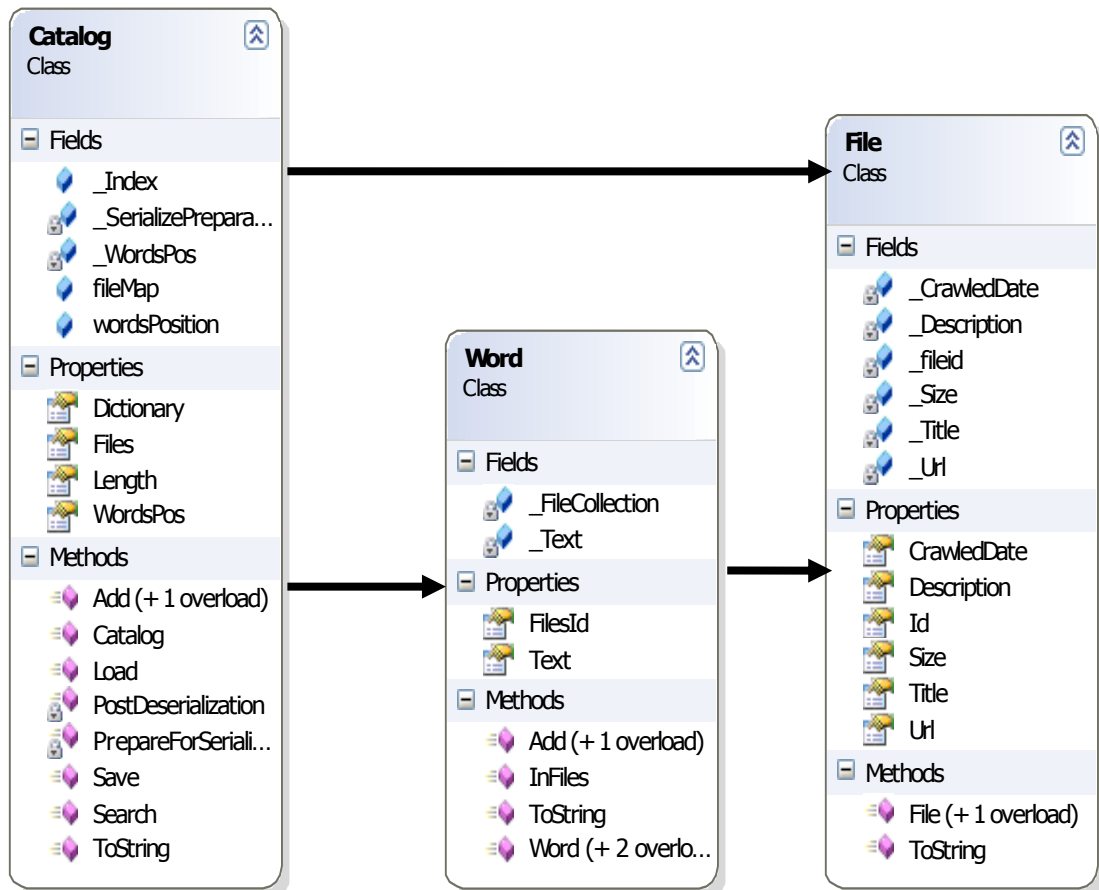 Catalog
Class
Fields
_Index
_SerializePrepara...
_WordsPos
fileMap
wordsPosition
Properties
Dictionary
Files
Length
WordsPos
Methods
Add (+ 1 overload)
Catalog
Load
PostDeserialization
PrepareForSeriali...
Save
Search
ToString
Word
Class
Fields
_FileCollection
_Text
Properties
FilesId
Text
Methods
Add (+ 1 overload)
InFiles
ToString
Word (+ 2 overlo...
File
Class
Fields
_CrawledDate
_Description
_fileid
_Size
_Title
_Url
Properties
CrawledDate
Description
Id
Size
Title
Url
Methods
File (+ 1 overload)
ToString